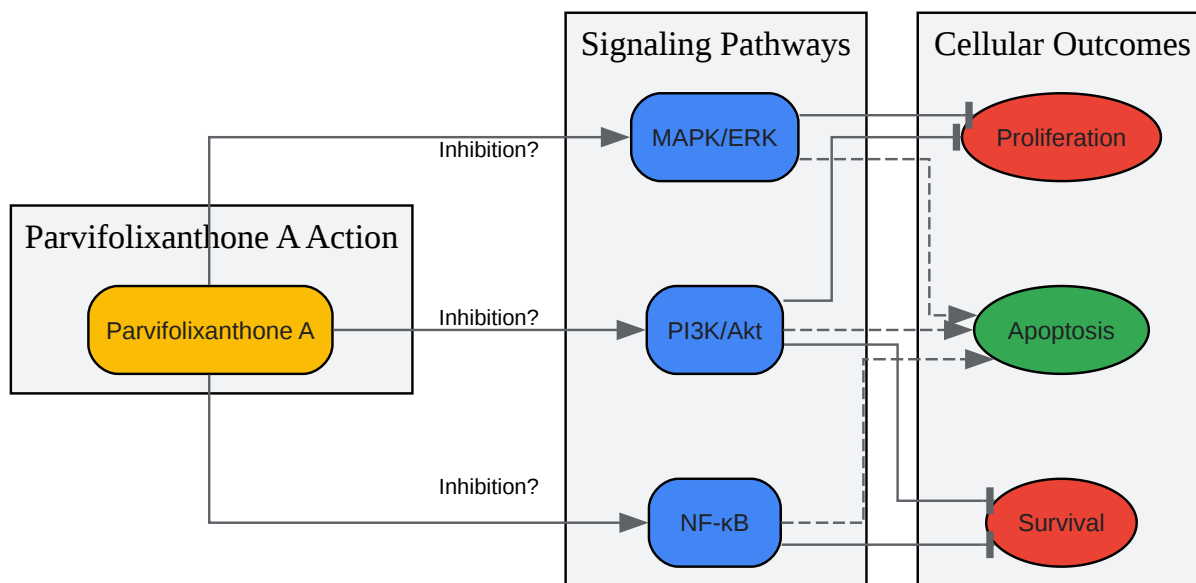 Signaling Pathways
Cellular Outcomes
MAPK/ERK
Proliferation
Inhibition?
Parvifolixanthone A Action
Parvifolixanthone A
Inhibition?
PI3K/Akt
Apoptosis
Inhibition?
NF-κB
Survival